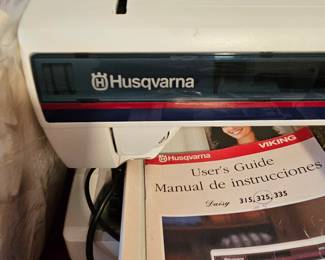 Husqvarna
VIKING
Husqvarna
User's Guide
Manual de instrucciones
Daisy 315, 325, 335